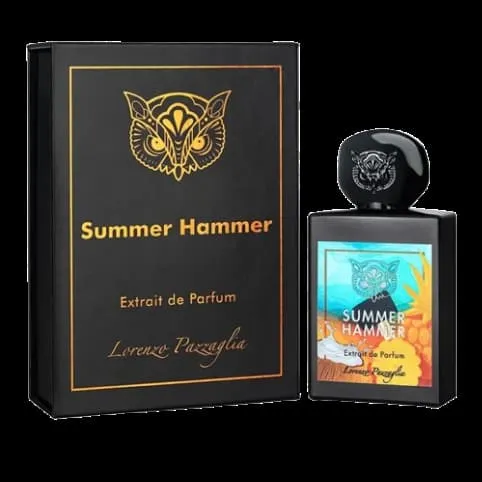 Summer Hammer
Extrait de Parfum
Lorenzo Pazzaglia
SUMMER
HAMMER
Extrait de Parfum
Lorenzo Pazzaglia